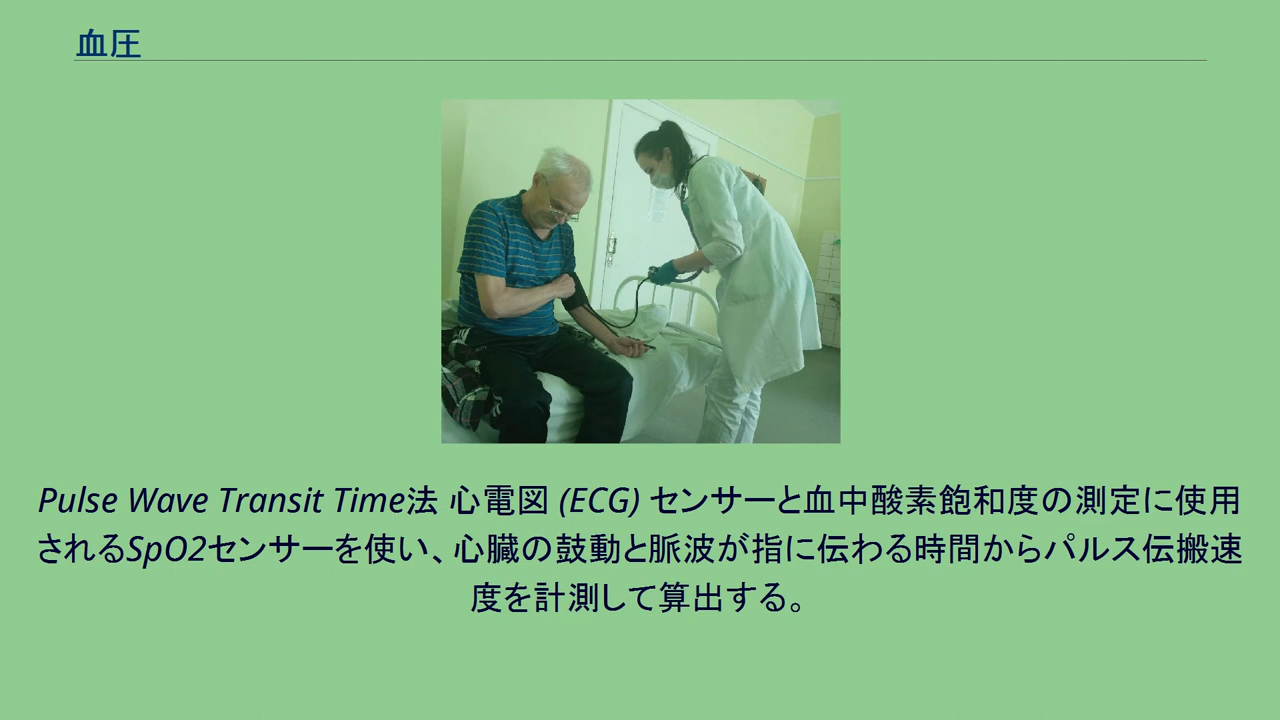 血圧
Pulse Wave Transit Time法 心電図 (ECG) センサーと血中酸素飽和度の測定に使用
されるSpO2センサーを使い、心臓の鼓動と脈波が指に伝わる時間からパルス伝搬速
度を計測して算出する。